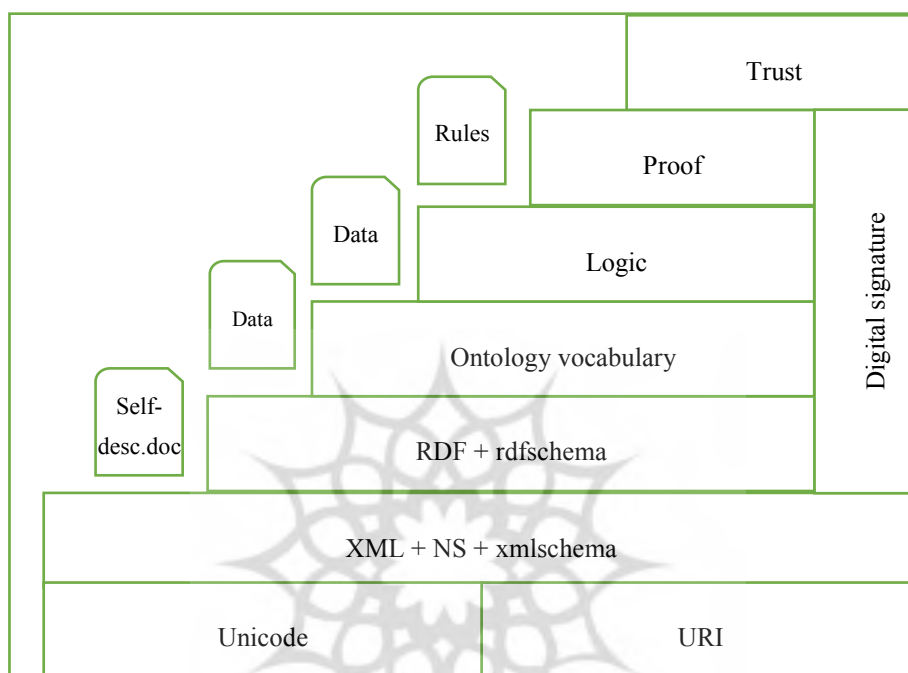 Trust
Rules
Proof
Data
Logic
Digital signature
Data
Ontology vocabulary
Self-
desc.doc
RDF + rdfschema
XML + NS + xmlschema
Unicode
URI